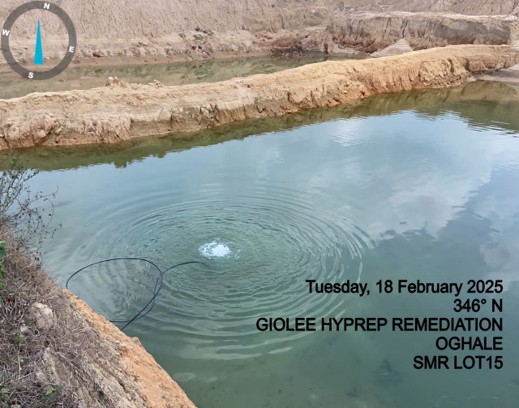 N
W
E
S
Tuesday, 18 February 2025
346° N
GIOLEE HYPREP REMEDIATION
OGHALE
SMR LOT15